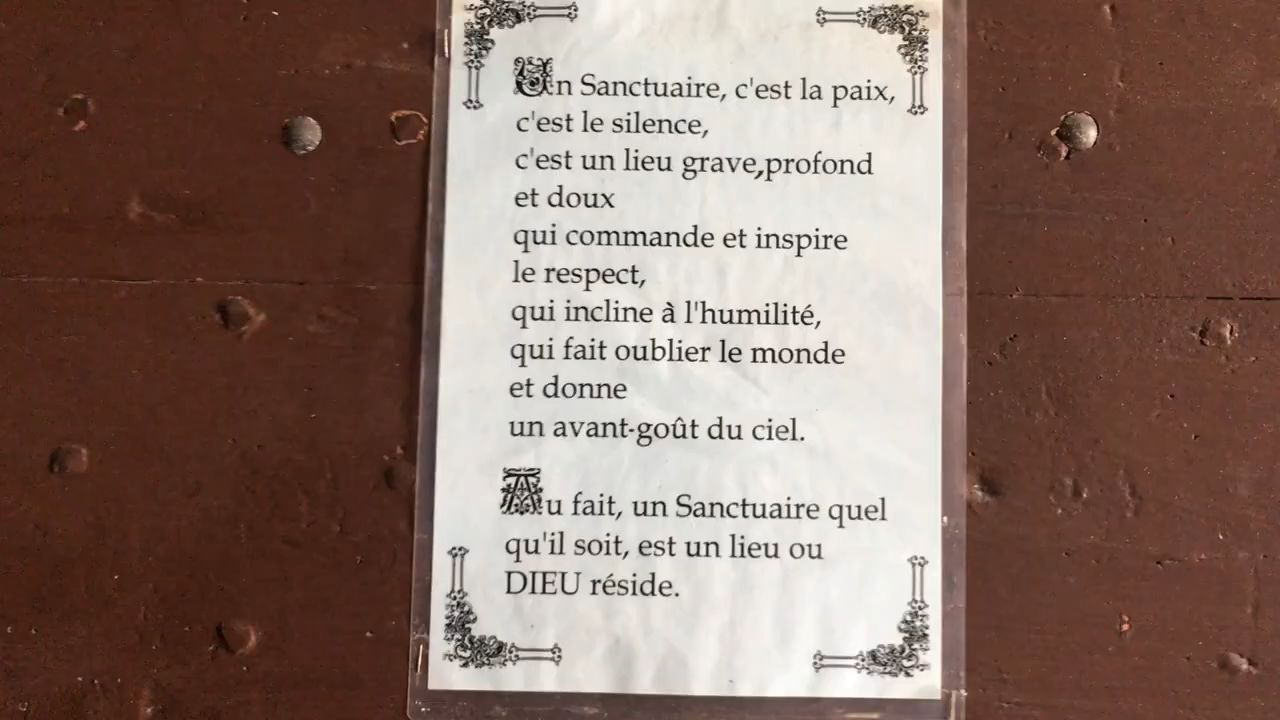 Un Sanctuaire, c'est la paix,
c'est le silence,
c'est un lieu grave,profond
et doux
qui commande et inspire
le respect,
qui incline à l'humilité,
qui fait oublier le monde
et donne
un avant-goût du ciel.
Au fait, un Sanctuaire quel
qu'il soit, est un lieu ou
DIEU réside.